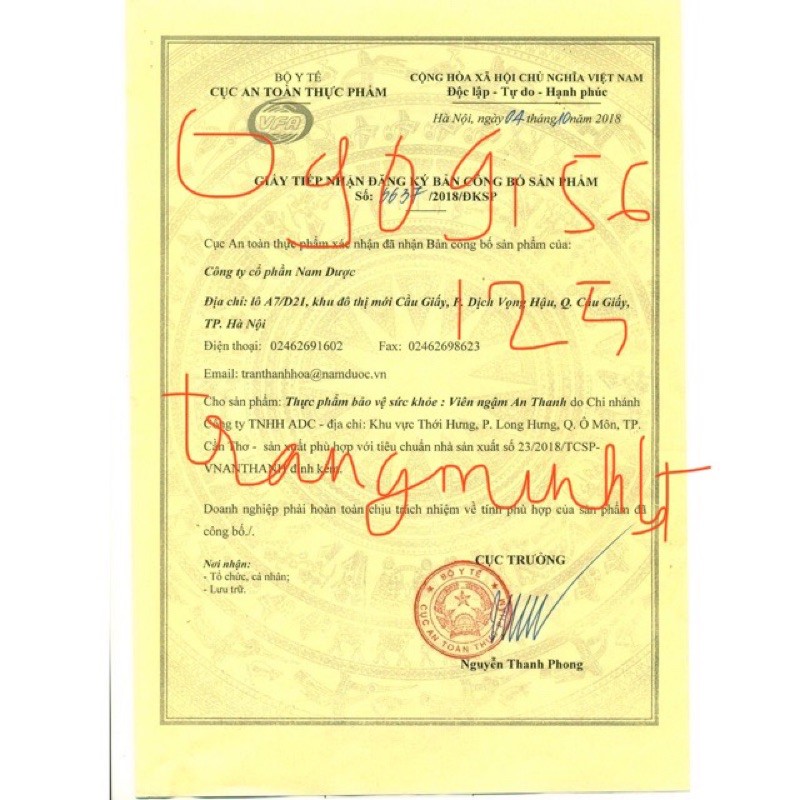 BỘ Y TẾ
CỤC AN TOÀN THỰC PHẨM
VFA
CỘNG HÒA XÃ HỘI CHỦ NGHĨA VIỆT NAM
Độc lập - Tự do - Hạnh phúc
Hà Nội, ngày 04 tháng 10 năm 2018
GIẤY TIẾP NHẬN ĐĂNG KÝ BẢN CÔNG BỐ SẢN PHẨM
Số: /2018/ĐKSP
0909156
125
Cục An toàn thực phẩm xác nhận đã nhận Bản công bố sản phẩm của:
Công ty cổ phần Nam Dược
Địa chỉ: lô A7/D21, khu đô thị mới Cầu Giấy, P. Dịch Vọng Hậu, Q. Cầu Giấy,
TP. Hà Nội
Điện thoại: 02462691602 Fax: 02462698623
Email: tranthanhhoa@namduoc.vn
Cho sản phẩm: Thực phẩm bảo vệ sức khỏe : Viên ngậm An Thanh do Chi nhánh
Công ty TNHH ADC - địa chỉ: Khu vực Thới Hưng, P. Long Hưng, Q. Ô Môn, TP.
Cần Thơ - sản xuất phù hợp với tiêu chuẩn nhà sản xuất số 23/2018/TCSP-
VNANTHANH đính kèm.
trangminh
Doanh nghiệp phải hoàn toàn chịu trách nhiệm về tính phù hợp của sản phẩm đã
công bố./.
Nơi nhận:
- Tổ chức, cá nhân;
- Lưu trữ.
CỤC TRƯỞNG
BỘ Y TẾ
CỤC AN TOÀN
Nguyễn Thanh Phong